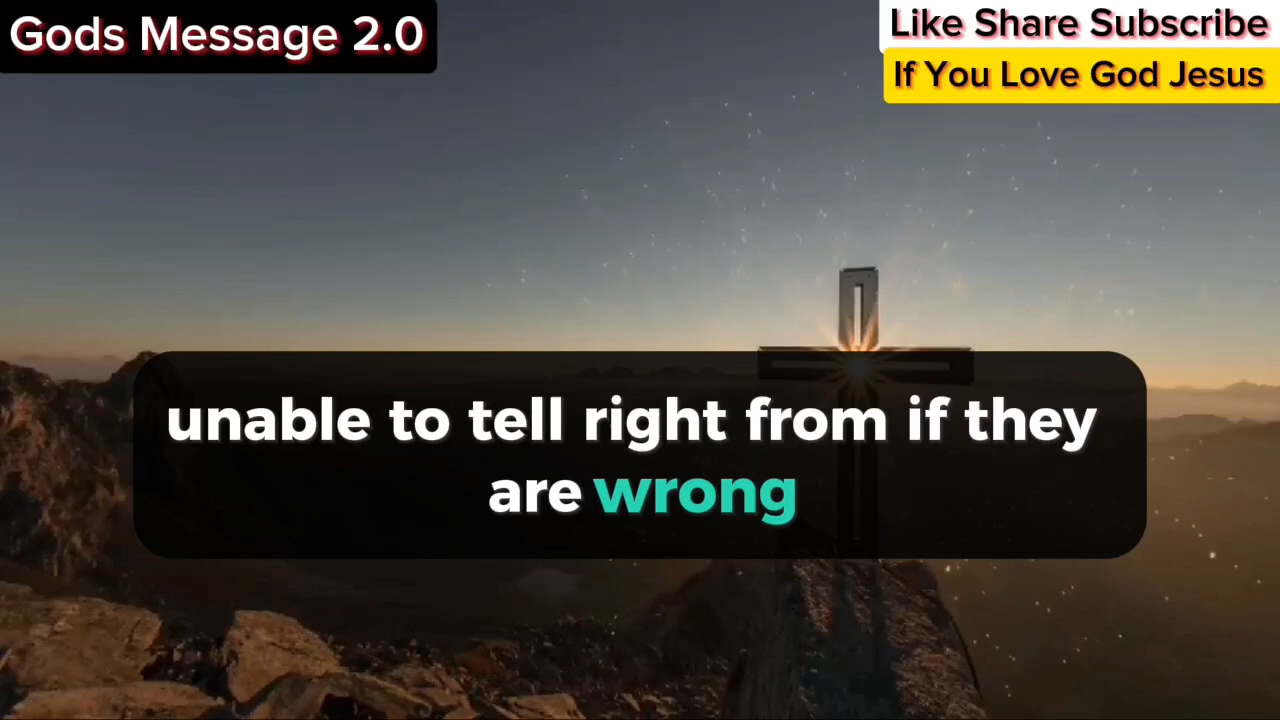 Gods Message 2.0
Like Share Subscribe
If You Love God Jesus
unable to tell right from if they
are wrong